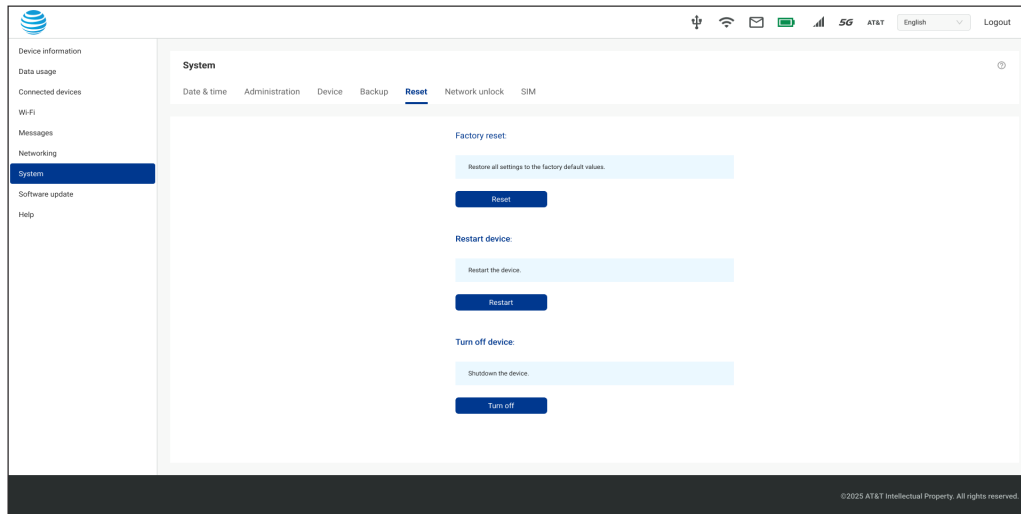 5G AT&T English Logout
Device information
Data usage
Connected devices
Wi-Fi
Messages
Networking
System
Software update
Help
System
Date & time Administration Device Backup Reset Network unlock SIM
Factory reset:
Restore all settings to the factory default values.
Reset
Restart device:
Restart the device.
Restart
Turn off device:
Shutdown the device.
Turn off
©2025 AT&T Intellectual Property. All rights reserved.